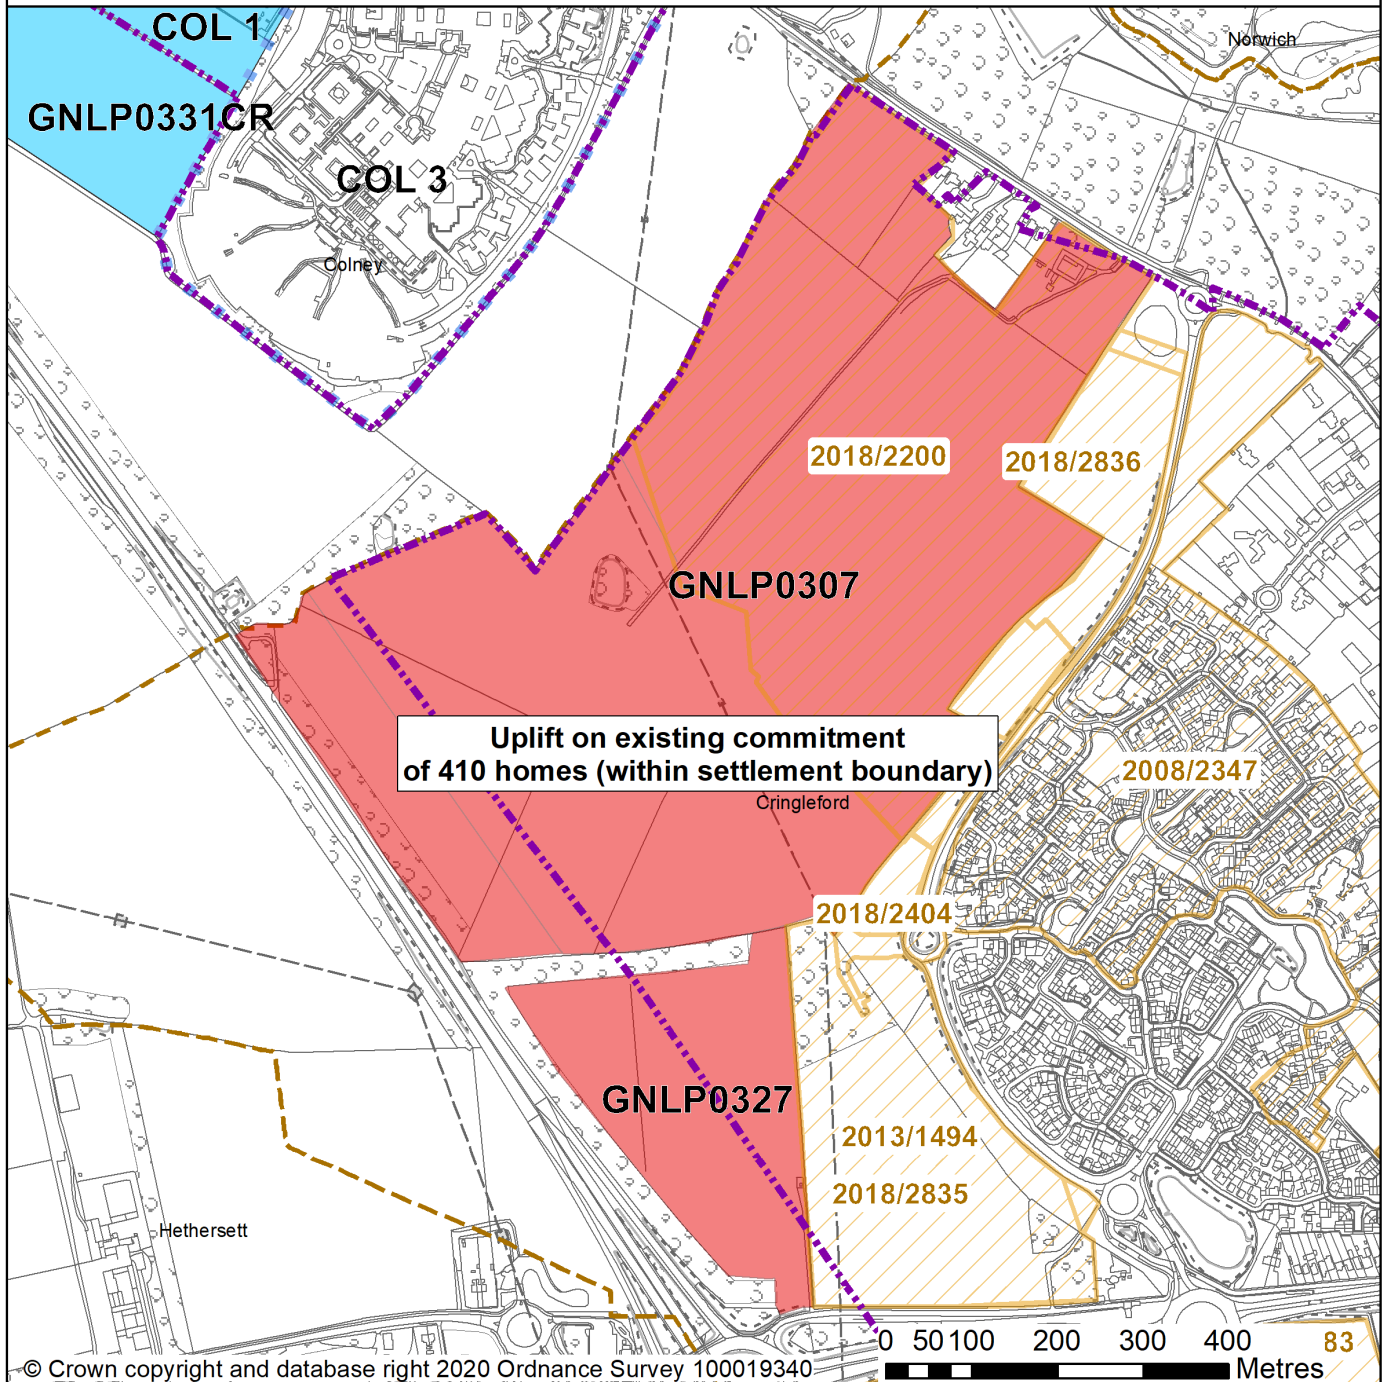 COL 1
Norwich
GNLP0331CR
COL 3
Colney
2018/2200
2018/2836
GNLP0307
Uplift on existing commitment
of 410 homes (within settlement boundary)
2008/2347
Cringleford
2018/2404
GNLP0327
2013/1494
2018/2835
Hethersett
0 50 100 200 300 400
83
Metres
© Crown copyright and database right 2020 Ordnance Survey 100019340